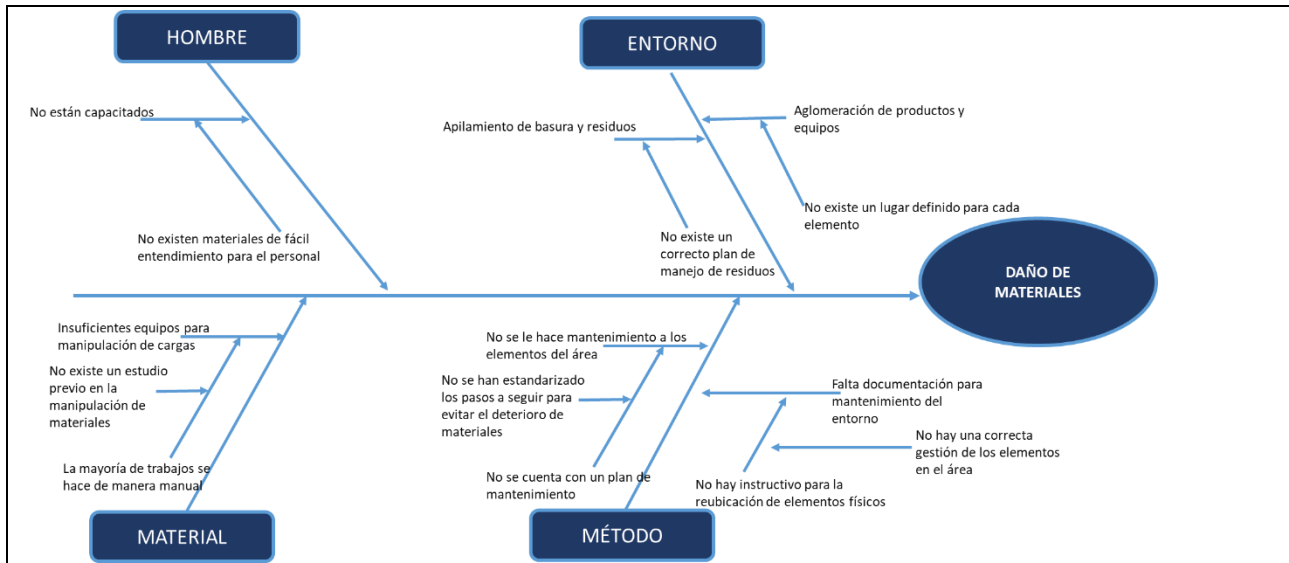 HOMBRE
ENTORNO
No están capacitados
Apilamiento de basura y residuos
Aglomeración de productos y
equipos
No existen materiales de fácil
entendimiento para el personal
No existe un
correcto plan de
manejo de residuos
No existe un lugar definido para cada
elemento
DAÑO DE
MATERIALES
Insuficientes equipos para
manipulación de cargas
No existe un estudio
previo en la
manipulación de
materiales
La mayoría de trabajos se
hace de manera manual
No se le hace mantenimiento a los
elementos del área
No se han estandarizado
los pasos a seguir para
evitar el deterioro de
materiales
No se cuenta con un plan de
mantenimiento
Falta documentación para
mantenimiento del
entorno
No hay una correcta
gestión de los elementos
en el área
No hay instructivo para la
reubicación de elementos físicos
MATERIAL
MÉTODO